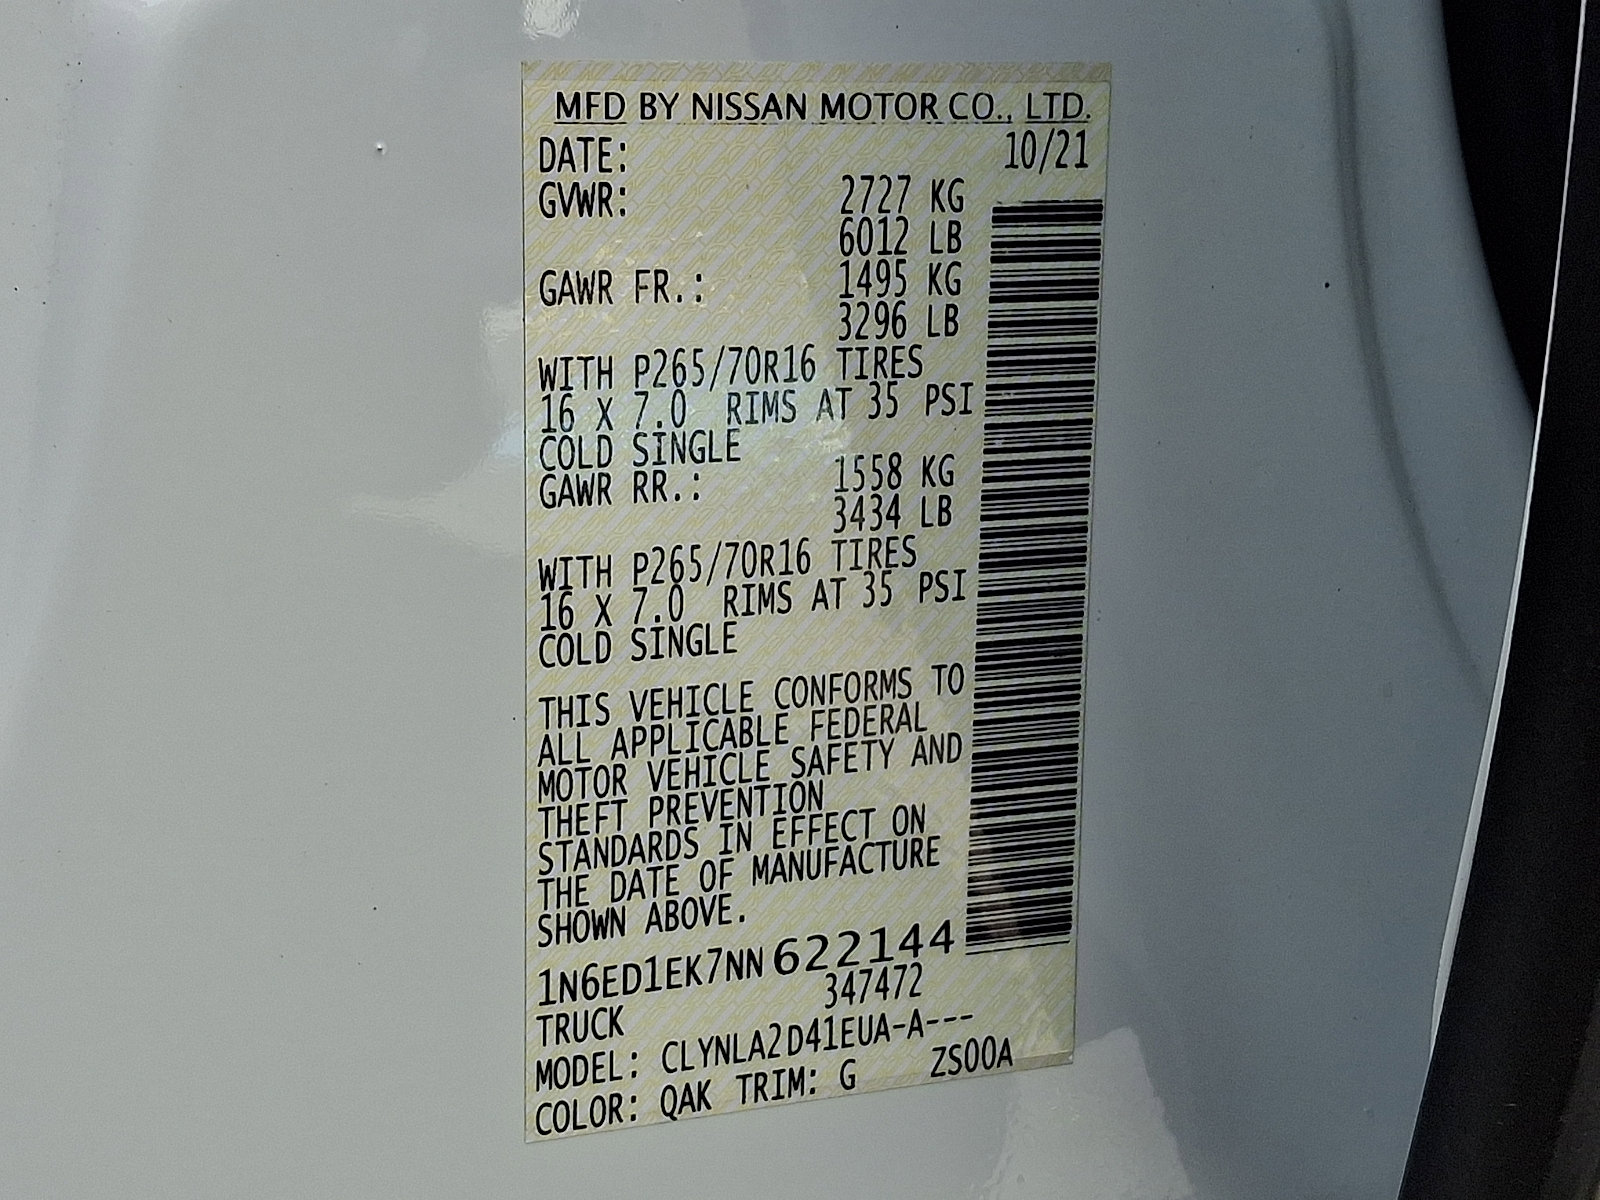 MFD BY NISSAN MOTOR CO., LTD.
DATE: 10/21
GVWR: 2727 KG
6012 LB
GAWR FR.: 1495 KG
3296 LB
WITH P265/70R16 TIRES
16 X 7.0 RIMS AT 35 PSI
COLD SINGLE
GAWR RR.: 1558 KG
3434 LB
WITH P265/70R16 TIRES
16 X 7.0 RIMS AT 35 PSI
COLD SINGLE
THIS VEHICLE CONFORMS TO
ALL APPLICABLE FEDERAL
MOTOR VEHICLE SAFETY AND
THEFT PREVENTION
STANDARDS IN EFFECT ON
THE DATE OF MANUFACTURE
SHOWN ABOVE.
1N6ED1EK7NN622144
347472
TRUCK
MODEL: CLYNLA2D41EUA-A---
COLOR: QAK TRIM: G ZS00A